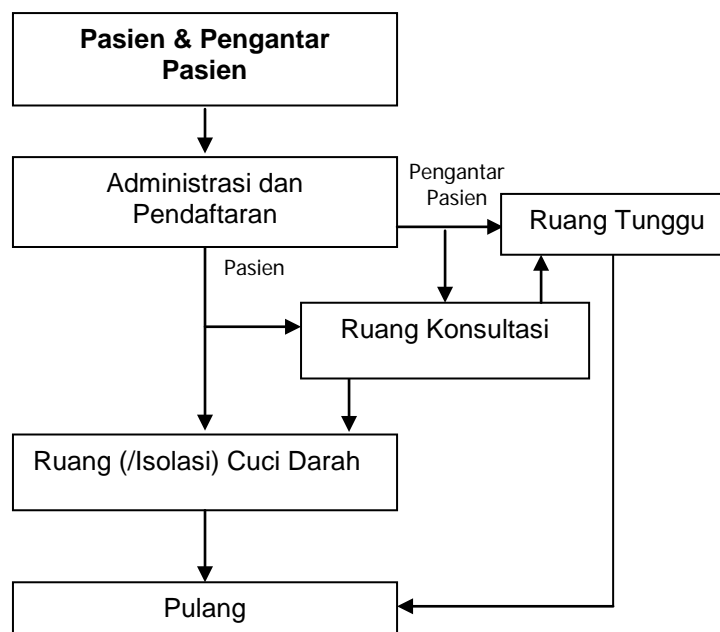 Pasien & Pengantar
Pasien
Administrasi dan
Pendaftaran
Pengantar
Pasien
Ruang Tunggu
Pasien
Ruang Konsultasi
Ruang (/Isolasi) Cuci Darah
Pulang